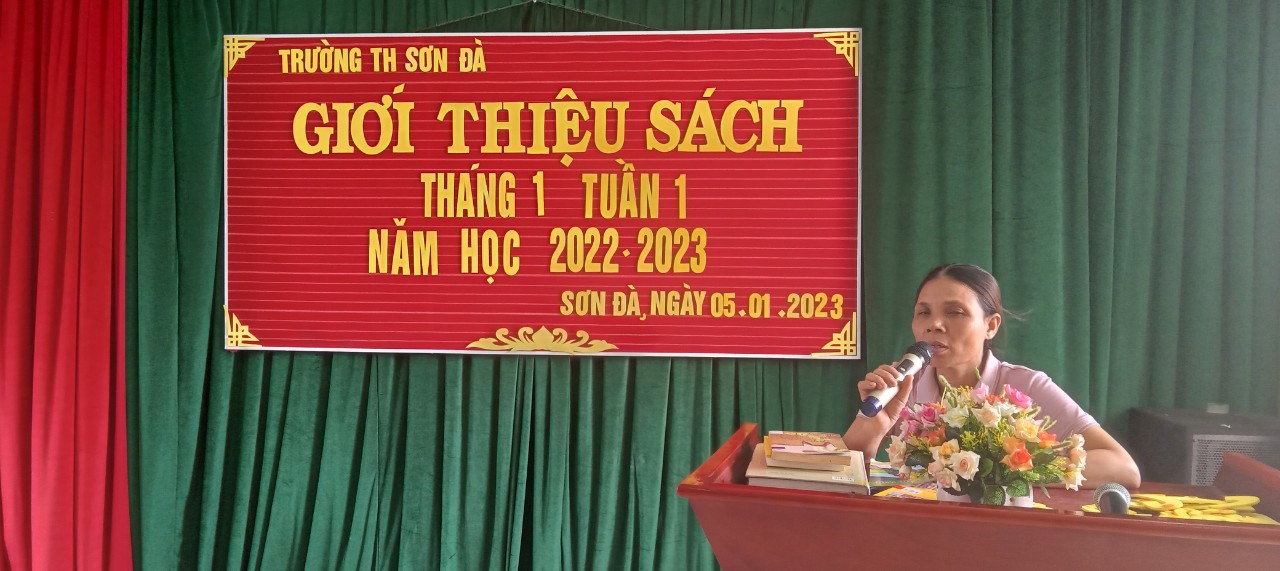 TRƯỜNG TH SƠN ĐÀ
GIỚI THIỆU SÁCH
THÁNG 1 TUẦN 1
NĂM HỌC 2022-2023
SƠN ĐÀ, NGÀY 05.01.2023